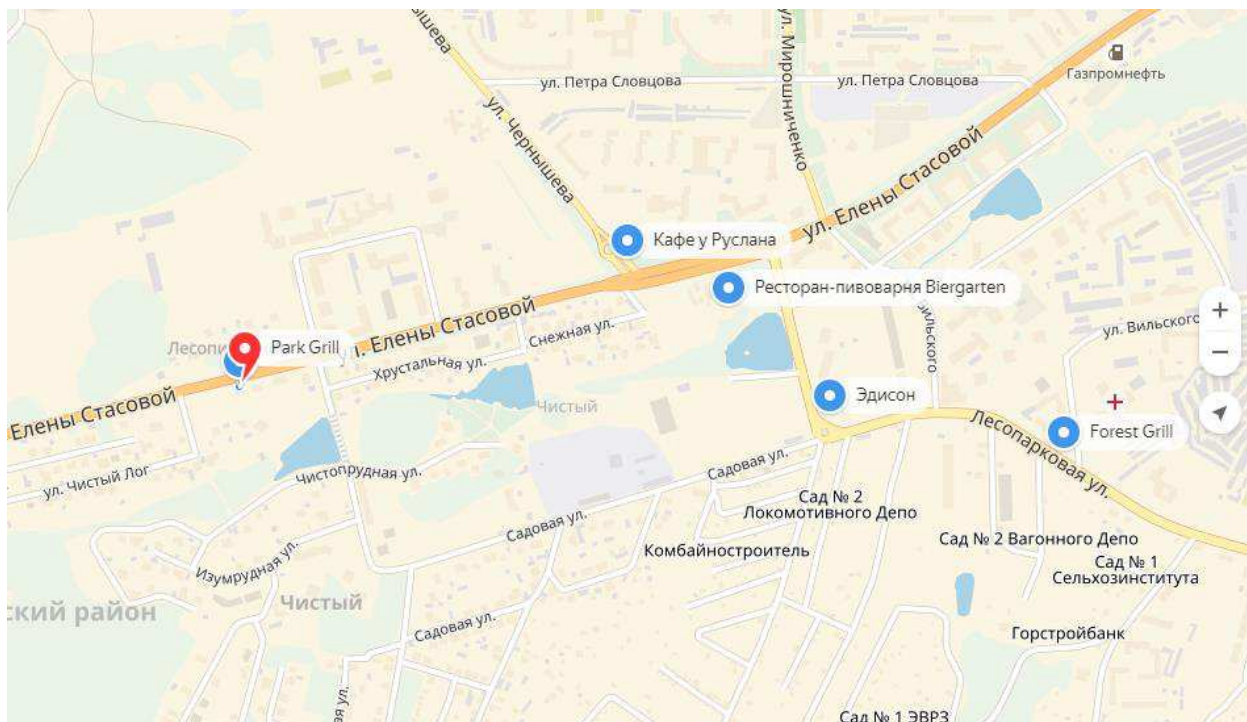 ул. Мирошниченко
Газпромнефть
ул. Петра Словцова
ул. Петра Словцова
ул. Чернышева
ул. Елены Стасовой
Кафе у Руслана
Ресторан-пивоварня Biergarten
Елены Стасовой
Снежная ул.
ул. Вильского
Park Grill
Хрустальная ул.
Елены Стасовой
Эдисон
Чистый
Forest Grill
Лесопарковая ул.
ул. Чистый Лог
Чистопрудная ул.
Садовая ул.
Сад № 2
Локомотивного Депо
Садовая ул.
Сад № 2 Вагонного Депо
Комбайностроитель
Сад № 1
Сельхозинститута
Изумрудная ул.
Чистый
район
Садовая ул.
Горстройбанк
Сад № 1 ЭВРЗ